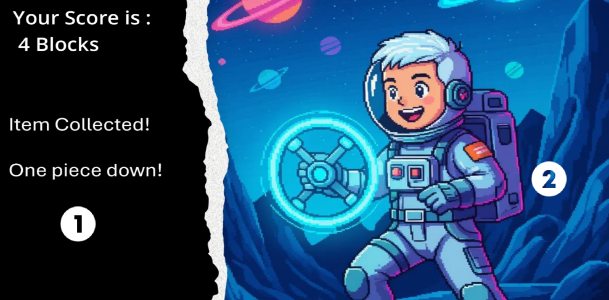 Your Score is :
4 Blocks
Item Collected!
One piece down!
1
2